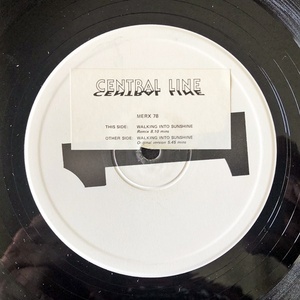 CENTRAL LINE
CENTRAL LINE
MERX 78
THIS SIDE: WALKING INTO SUNSHINE
Remix 8.10 mins
OTHER SIDE: WALKING INTO SUNSHINE
Original version 5.45 mins